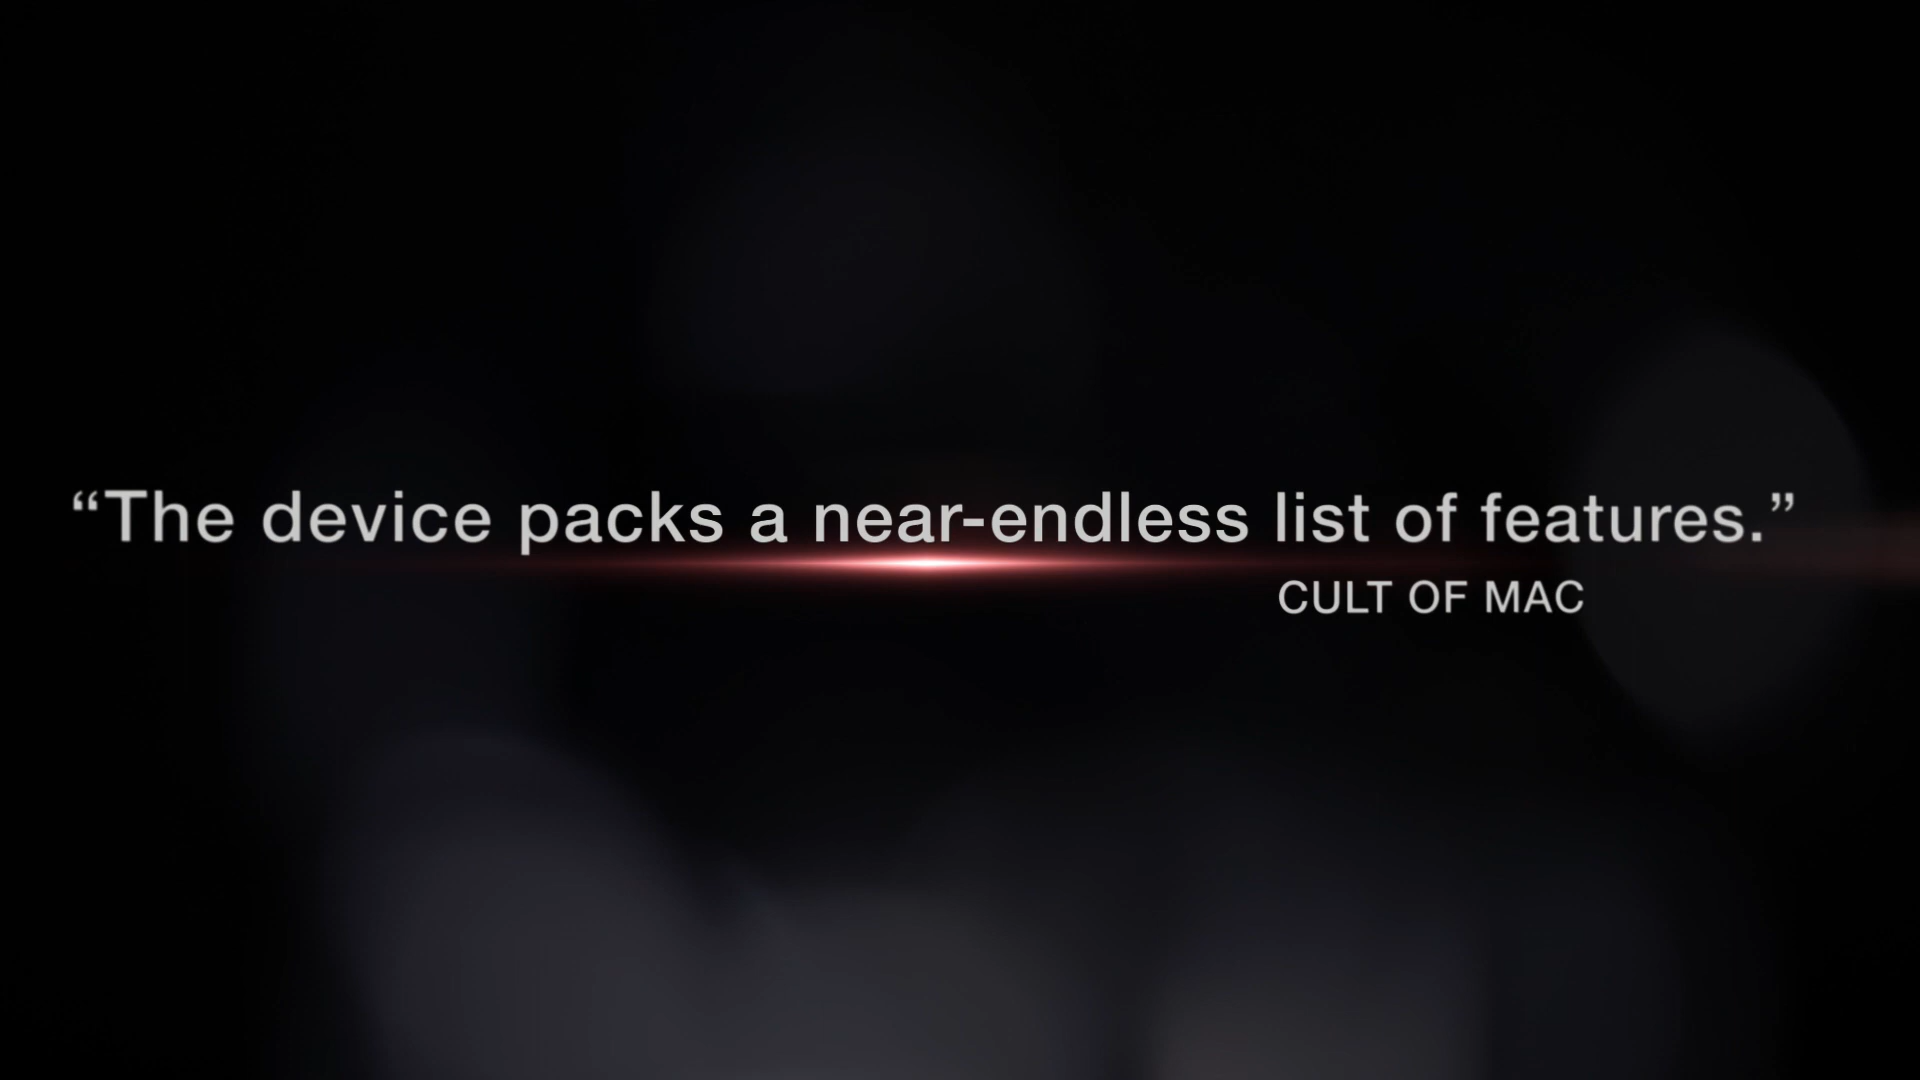 “The device packs a near-endless list of features.”
CULT OF MAC